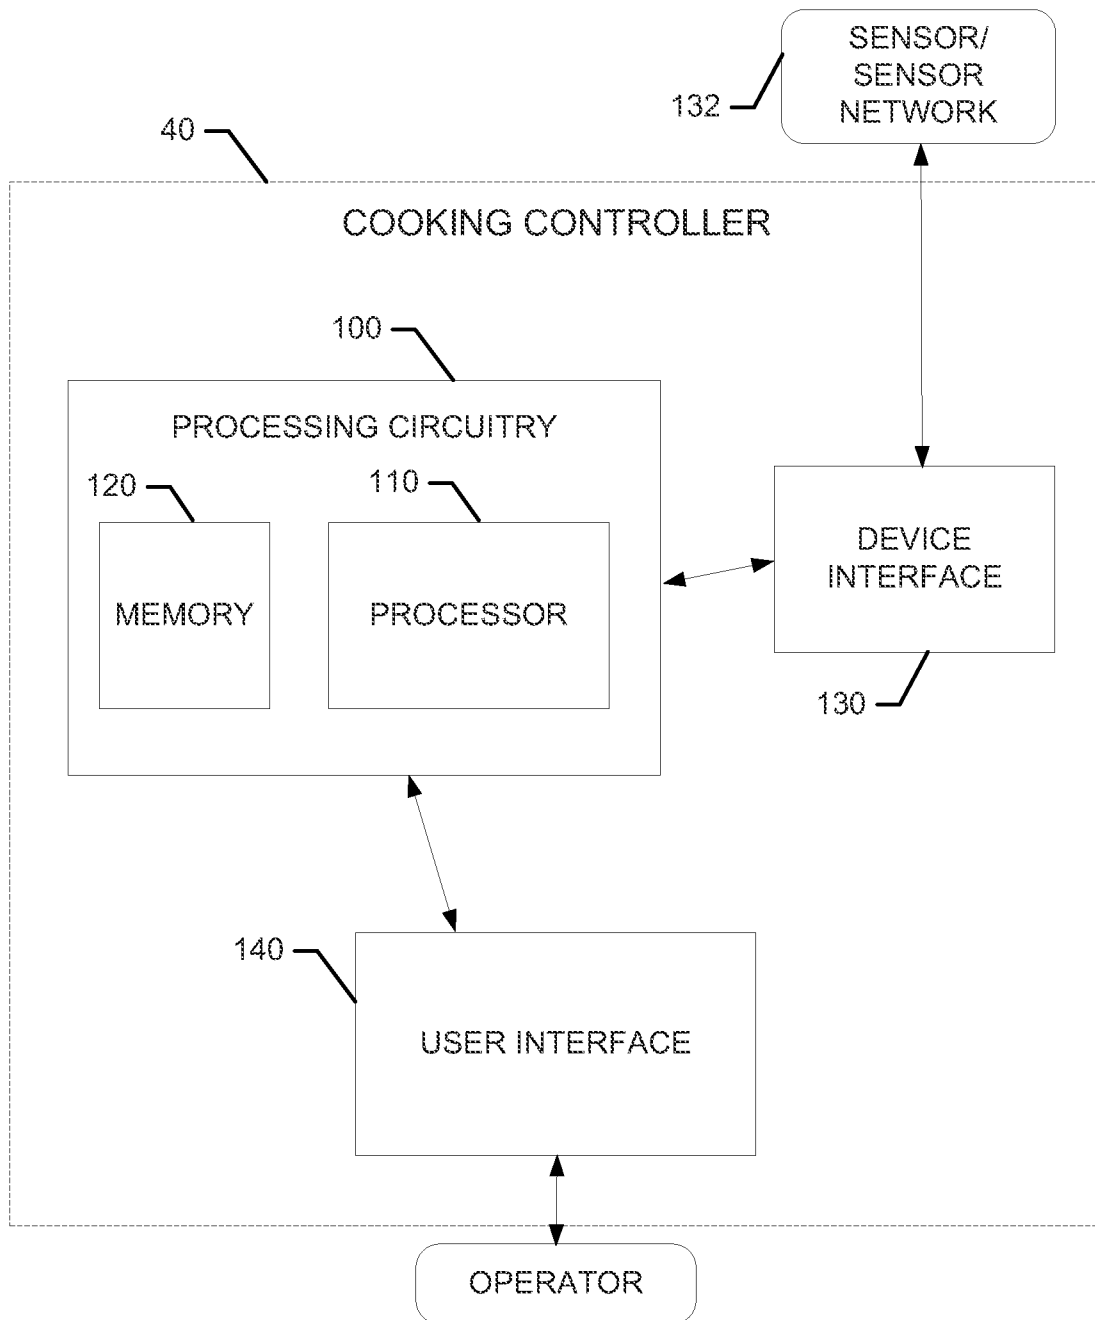 SENSOR/
SENSOR
NETWORK
132
40
COOKING CONTROLLER
100
PROCESSING CIRCUITRY
120
110
MEMORY
PROCESSOR
DEVICE
INTERFACE
130
140
USER INTERFACE
OPERATOR